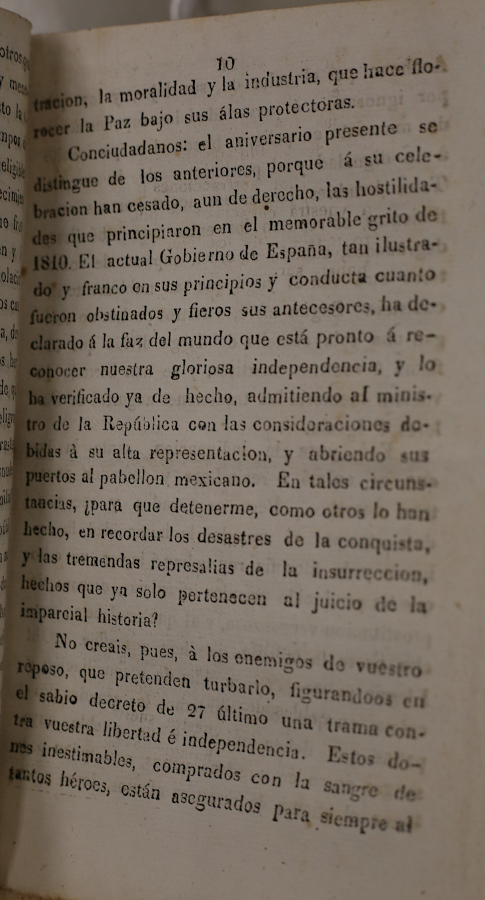 10
tracion, la moralidad y la industria, que hace flo-
recer la Paz bajo sus álas protectoras.
Conciudadanos: el aniversario presente se
distingue de los anteriores, porque á su cele-
bracion han cesado, aun de derecho, las hostilida-
des que principiaron en el memorable grito de
1810. El actual Gobierno de España, tan ilustra-
do y franco en sus principios y conducta cuanto
fueron obstinados y fieros sus antecesores, ha de-
clarado á la faz del mundo que está pronto á re-
conocer nuestra gloriosa independencia, y lo
ha verificado ya de hecho, admitiendo al minis-
tro de la República con las consideraciones de-
bidas à su alta representacion, y abriendo sus
puertos al pabellon mexicano. En tales circuns-
tancias, ¿para que detenerme, como otros lo han
hecho, en recordar los desastres de la conquista,
y las tremendas represalias de la insurreccion,
hechos que ya solo pertenecen al juicio de la
imparcial historia?
No creais, pues, à los enemigos de vuestro
reposo, que pretenden turbarlo, figurandoos en
el sabio decreto de 27 último una trama con-
tra vuestra libertad é independencia. Estos do-
nes inestimables, comprados con la sangre de
tantos héroes, están asegurados para siempre al